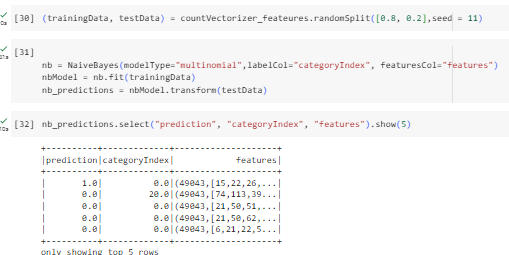 [30] (trainingData, testData) = countVectorizer_feateures.randomSplit([0.8, 0.2],seed = 11)
[31]
nb = NaiveBayes(modelType="multinomial",labelCol="categoryIndex", featuresCol="features")
nbModel = nb.fit(trainingData)
nb_predictions = nbModel.transform(testData)
[32] nb_predictions.select("prediction", "categoryIndex", "features").show(5)
+----------+-------------+--------------------+
|prediction|categoryIndex|            features|
+----------+-------------+--------------------+
|       1.0|          0.0|(49043,[15,22,26,...|
|       0.0|         20.0|(49043,[74,113,39...|
|       0.0|          0.0|(49043,[21,50,51,...|
|       0.0|          0.0|(49043,[21,50,62,...|
|       0.0|          0.0|(49043,[6,21,22,5...|
+----------+-------------+--------------------+
only showing top 5 rows